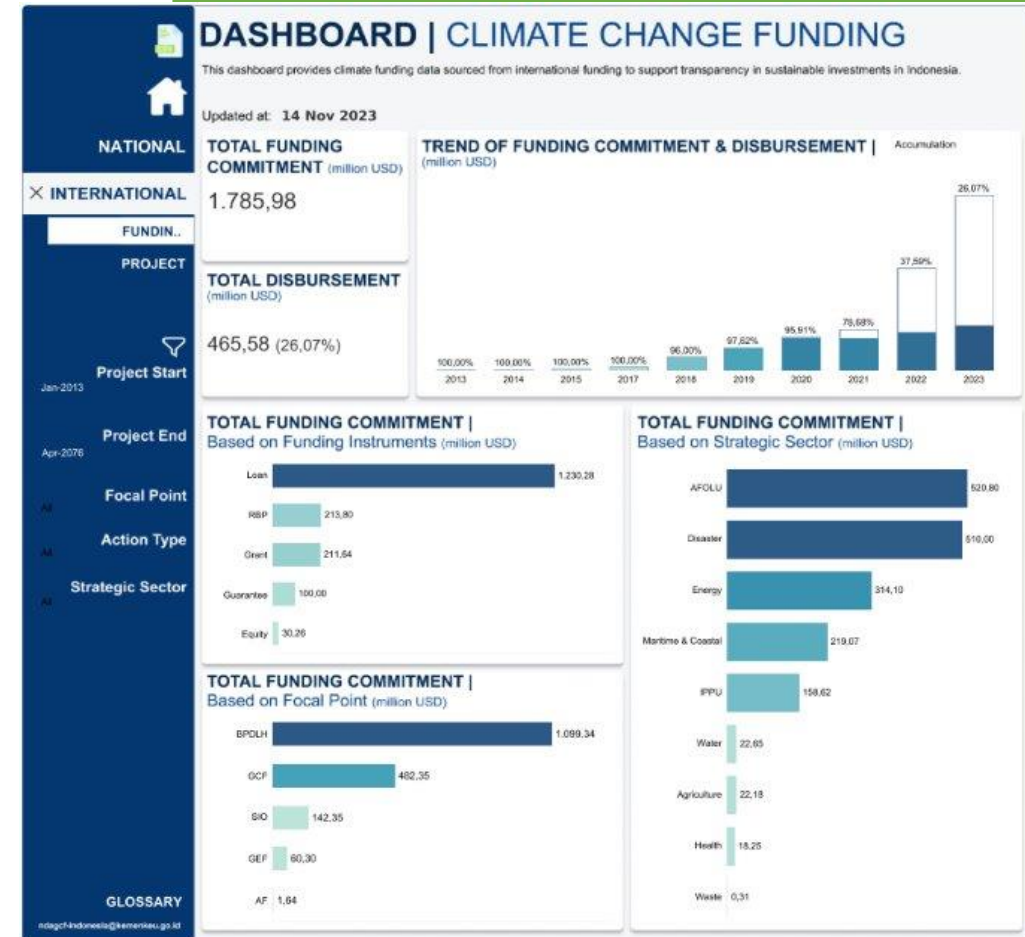 DASHBOARD | CLIMATE CHANGE FUNDING
This dashboard provides climate funding data sourced from international funding to support transparency in sustainable investments in Indonesia.
Updated at: 14 Nov 2023
NATIONAL
× INTERNATIONAL
FUNDIN..
PROJECT
Project Start
Jan-2013
Project End
Apr-2076
Focal Point
All
Action Type
All
Strategic Sector
All
GLOSSARY
ndagcf-indonesia@kemenkeu.go.id
TOTAL FUNDING
COMMITMENT (million USD)
1.785,98
TOTAL DISBURSEMENT
(million USD)
465,58 (26,07%)
TREND OF FUNDING COMMITMENT & DISBURSEMENT | Accumulation
(million USD)
100,00% 100,00% 100,00% 100,00% 96,00% 97,62% 95,91% 78,68% 37,59% 26,07%
2013 2014 2015 2017 2018 2019 2020 2021 2022 2023
TOTAL FUNDING COMMITMENT |
Based on Funding Instruments (million USD)
Loan 1.230,28
RBP 213,80
Grant 211,64
Guarantee 100,00
Equity 30,26
TOTAL FUNDING COMMITMENT |
Based on Focal Point (million USD)
BPDLH 1.099,34
GCF 482,35
SIO 142,35
GEF 60,30
AF 1,64
TOTAL FUNDING COMMITMENT |
Based on Strategic Sector (million USD)
AFOLU 520,80
Disaster 510,00
Energy 314,10
Maritime & Coastal 219,07
IPPU 158,62
Water 22,65
Agriculture 22,18
Health 18,25
Waste 0,31